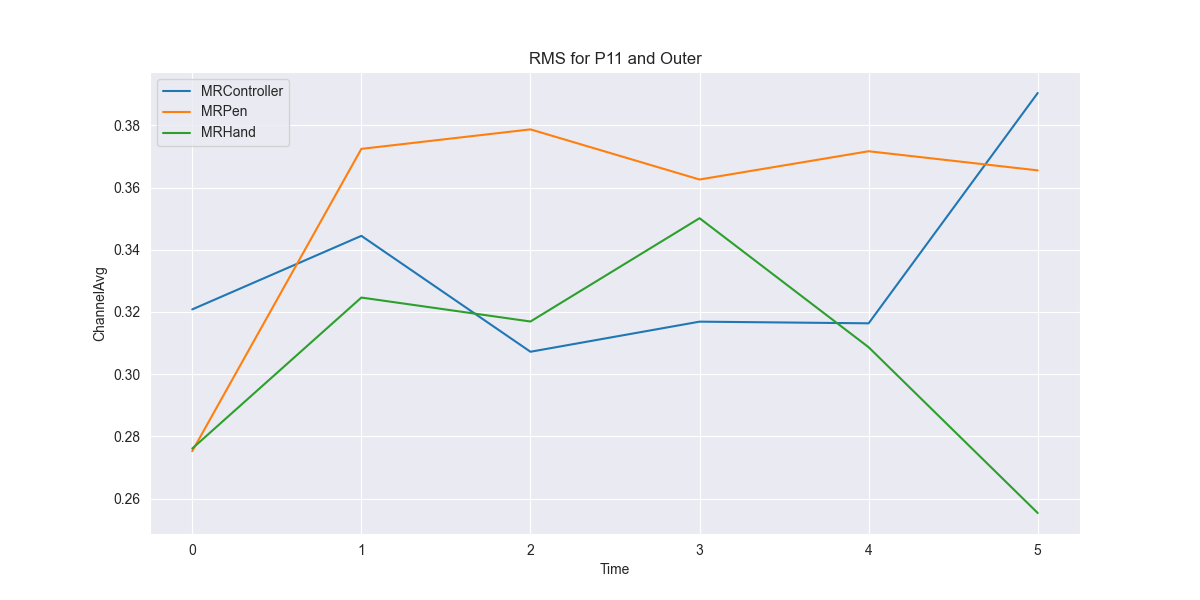 RMS for P11 and Outer
MRController
MRPen
MRHand
0.38
0.36
0.34
0.32
0.30
0.28
0.26
ChannelAvg
0 1 2 3 4 5
Time